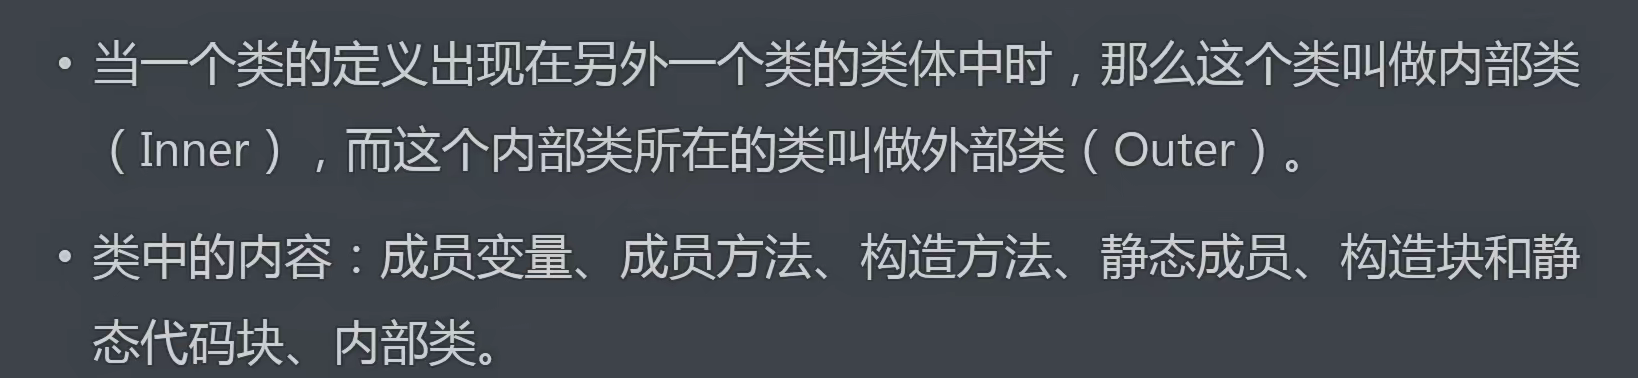 • 当一个类的定义出现在另外一个类的类体中时，那么这个类叫做内部类
（Inner），而这个内部类所在的类叫做外部类（Outer）。
• 类中的内容：成员变量、成员方法、构造方法、静态成员、构造块和静
态代码块、内部类。